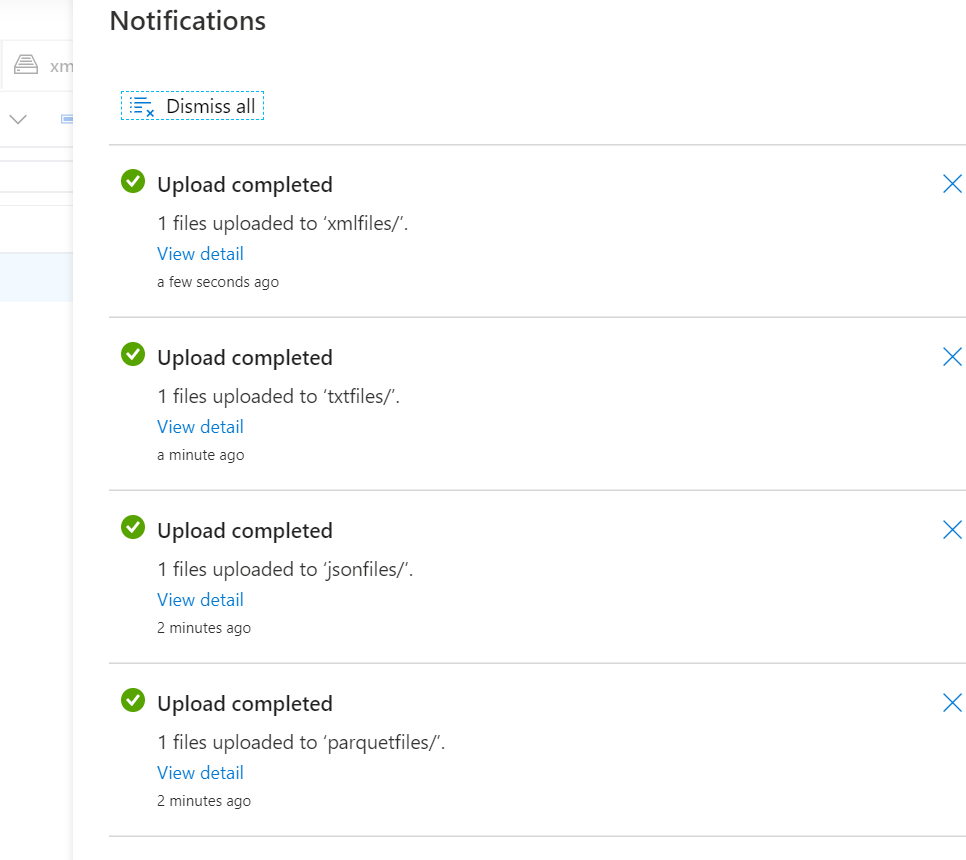 Notifications
xm
Dismiss all
Upload completed
1 files uploaded to ‘xmlfiles/’.
View detail
a few seconds ago
Upload completed
1 files uploaded to ‘txtfiles/’.
View detail
a minute ago
Upload completed
1 files uploaded to ‘jsonfiles/’.
View detail
2 minutes ago
Upload completed
1 files uploaded to ‘parquetfiles/’.
View detail
2 minutes ago